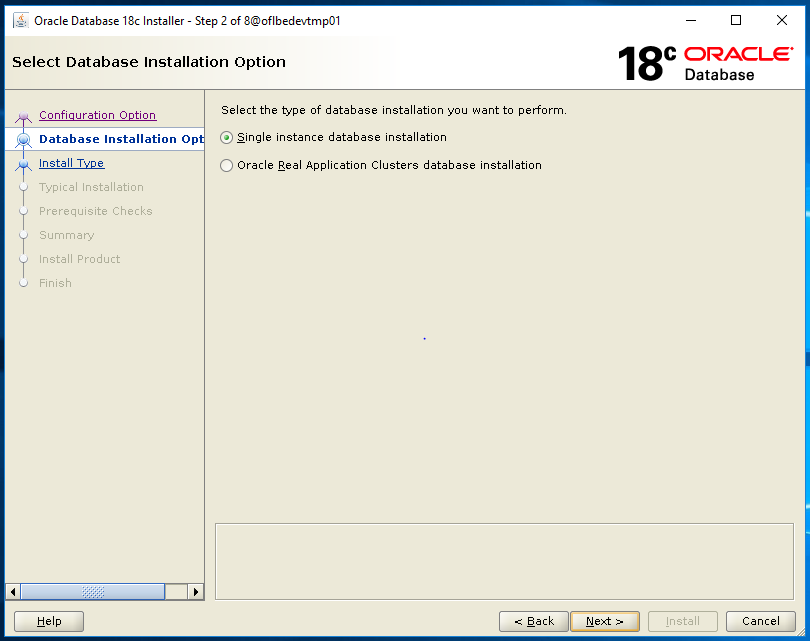 Oracle Database 18c Installer - Step 2 of 8@oflbedevtmp01
Select Database Installation Option
18c ORACLE
Database
Configuration Option
Database Installation Opt
Install Type
Typical Installation
Prerequisite Checks
Summary
Install Product
Finish
Select the type of database installation you want to perform.
Single instance database installation
Oracle Real Application Clusters database installation
Help
< Back
Next >
Install
Cancel